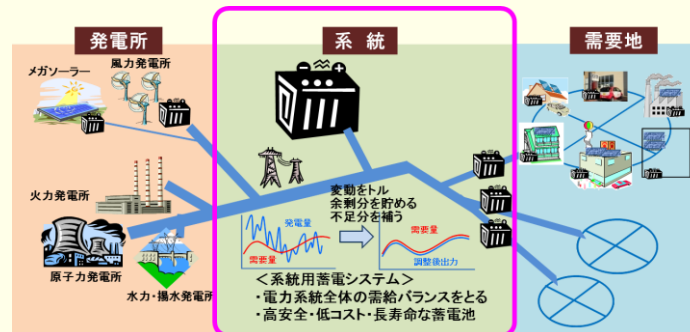 発電所
系統
需要地
メガソーラー
風力発電所
火力発電所
原子力発電所
水力・揚水発電所
変動をトル
余剰分を貯める
不足分を補う
発電量
需要量
需要量
調整後出力
＜系統用蓄電システム＞
・電力系統全体の需給バランスをとる
・高安全・低コスト・長寿命な蓄電池